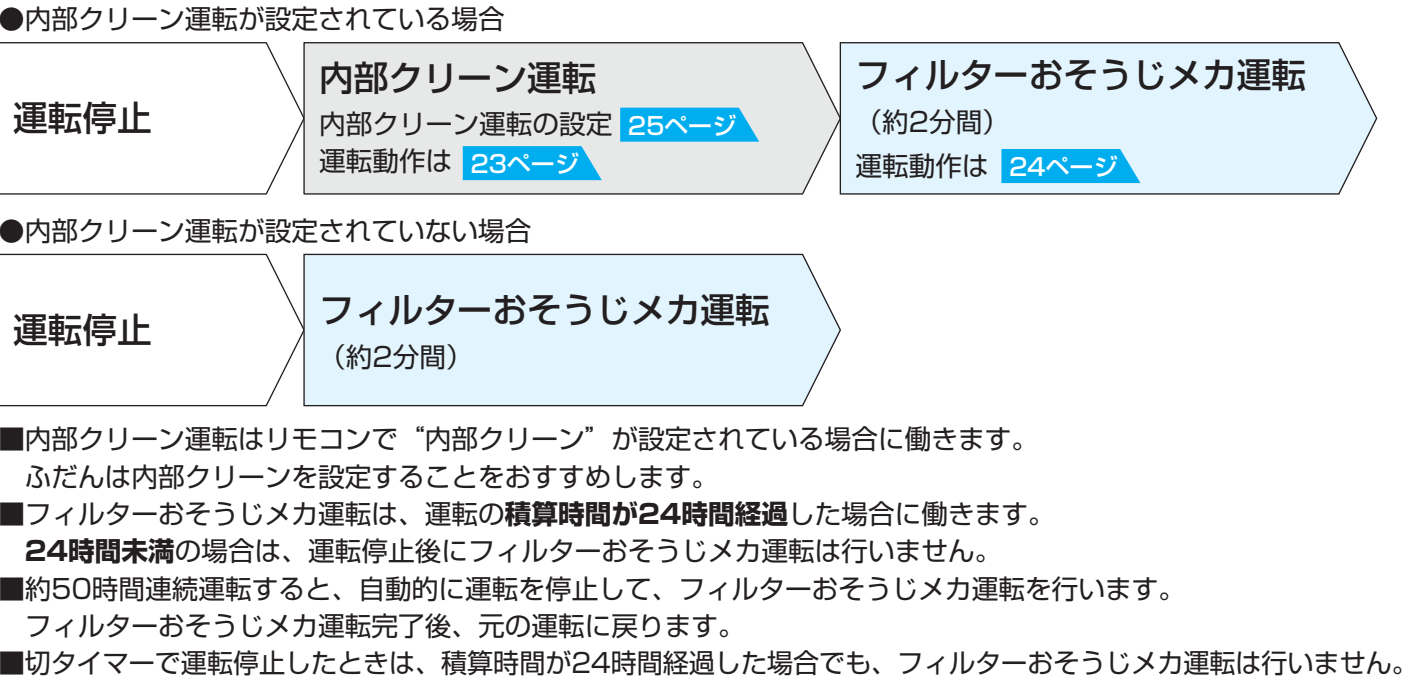 ●内部クリーン運転が設定されている場合
運転停止
内部クリーン運転
内部クリーン運転の設定 25ページ
運転動作は 23ページ
フィルターおそうじメカ運転
（約2分間）
運転動作は 24ページ
●内部クリーン運転が設定されていない場合
運転停止
フィルターおそうじメカ運転
（約2分間）
■内部クリーン運転はリモコンで“内部クリーン”が設定されている場合に働きます。
ふだんは内部クリーンを設定することをおすすめします。
■フィルターおそうじメカ運転は、運転の積算時間が24時間経過した場合に働きます。
24時間未満の場合は、運転停止後にフィルターおそうじメカ運転は行いません。
■約50時間連続運転すると、自動的に運転を停止して、フィルターおそうじメカ運転を行います。
フィルターおそうじメカ運転完了後、元の運転に戻ります。
■切タイマーで運転停止したときは、積算時間が24時間経過した場合でも、フィルターおそうじメカ運転は行いません。